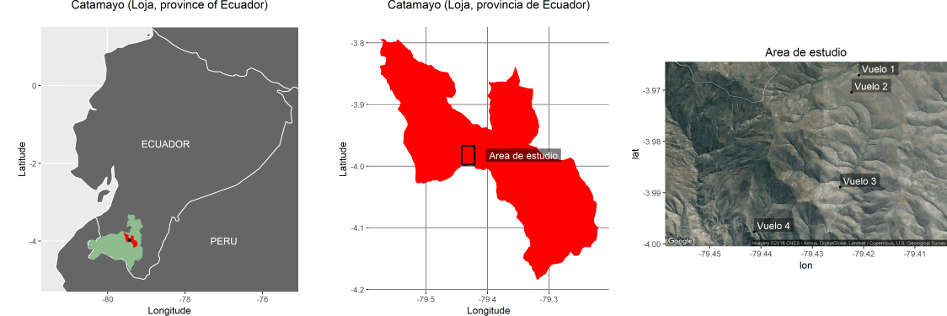 Catamayo (Loja, province of Ecuador)
0
-2
-4
Latitude
ECUADOR
PERU
-80
-78
-76
Longitude
Catamayo (Loja, provincia de Ecuador)
-3.8
-3.9
-4.0
-4.1
-4.2
Latitude
Area de estudio
-79.5
-79.4
-79.3
Longitude
Area de estudio
-3.97
-3.98
-3.99
-4.00
lat
Vuelo 1
Vuelo 2
Vuelo 3
Vuelo 4
Google
Imagery ©2018 CNES / Airbus, DigitalGlobe, Landsat / Copernicus, U.S. Geological Survey
-79.45
-79.44
-79.43
-79.42
-79.41
lon